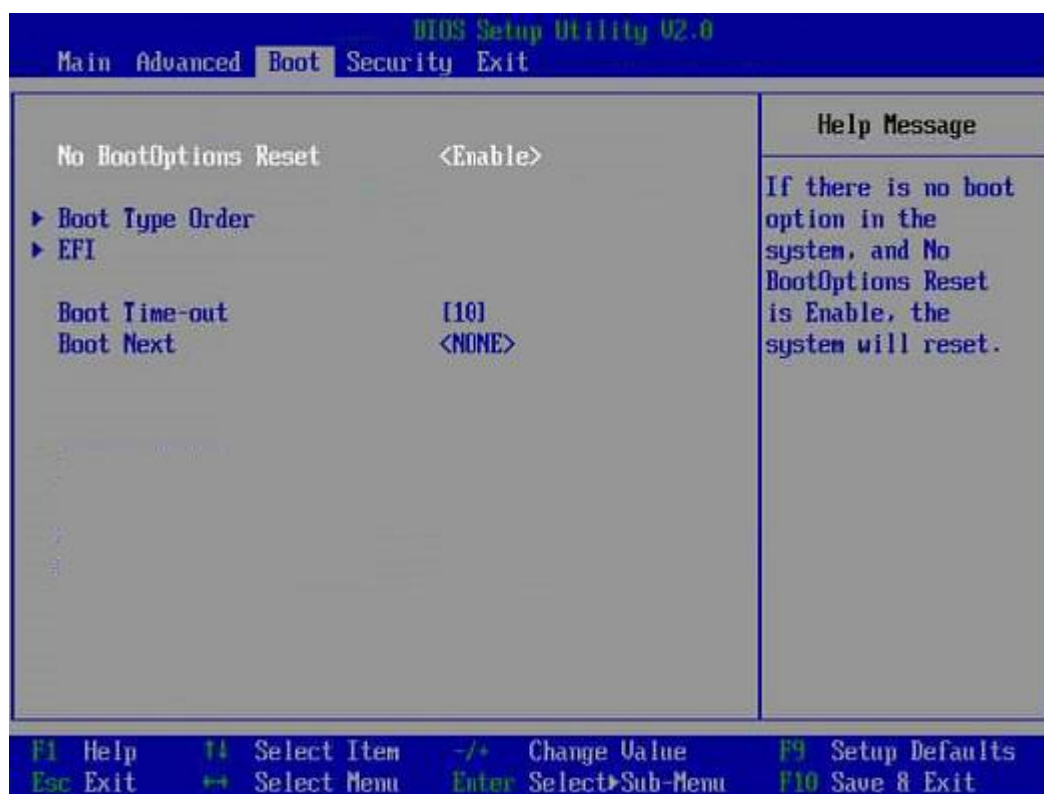 BIOS Setup Utility V2.0
Main Advanced Boot Security Exit
No BootOptions Reset <Enable>
▶ Boot Type Order
▶ EFI
Boot Time-out [10]
Boot Next <NONE>
Help Message
If there is no boot
option in the
system, and No
BootOptions Reset
is Enable, the
system will reset.
F1 Help ↑↓ Select Item -/+ Change Value F9 Setup Defaults
Esc Exit ↔ Select Menu Enter Select▶Sub-Menu F10 Save & Exit